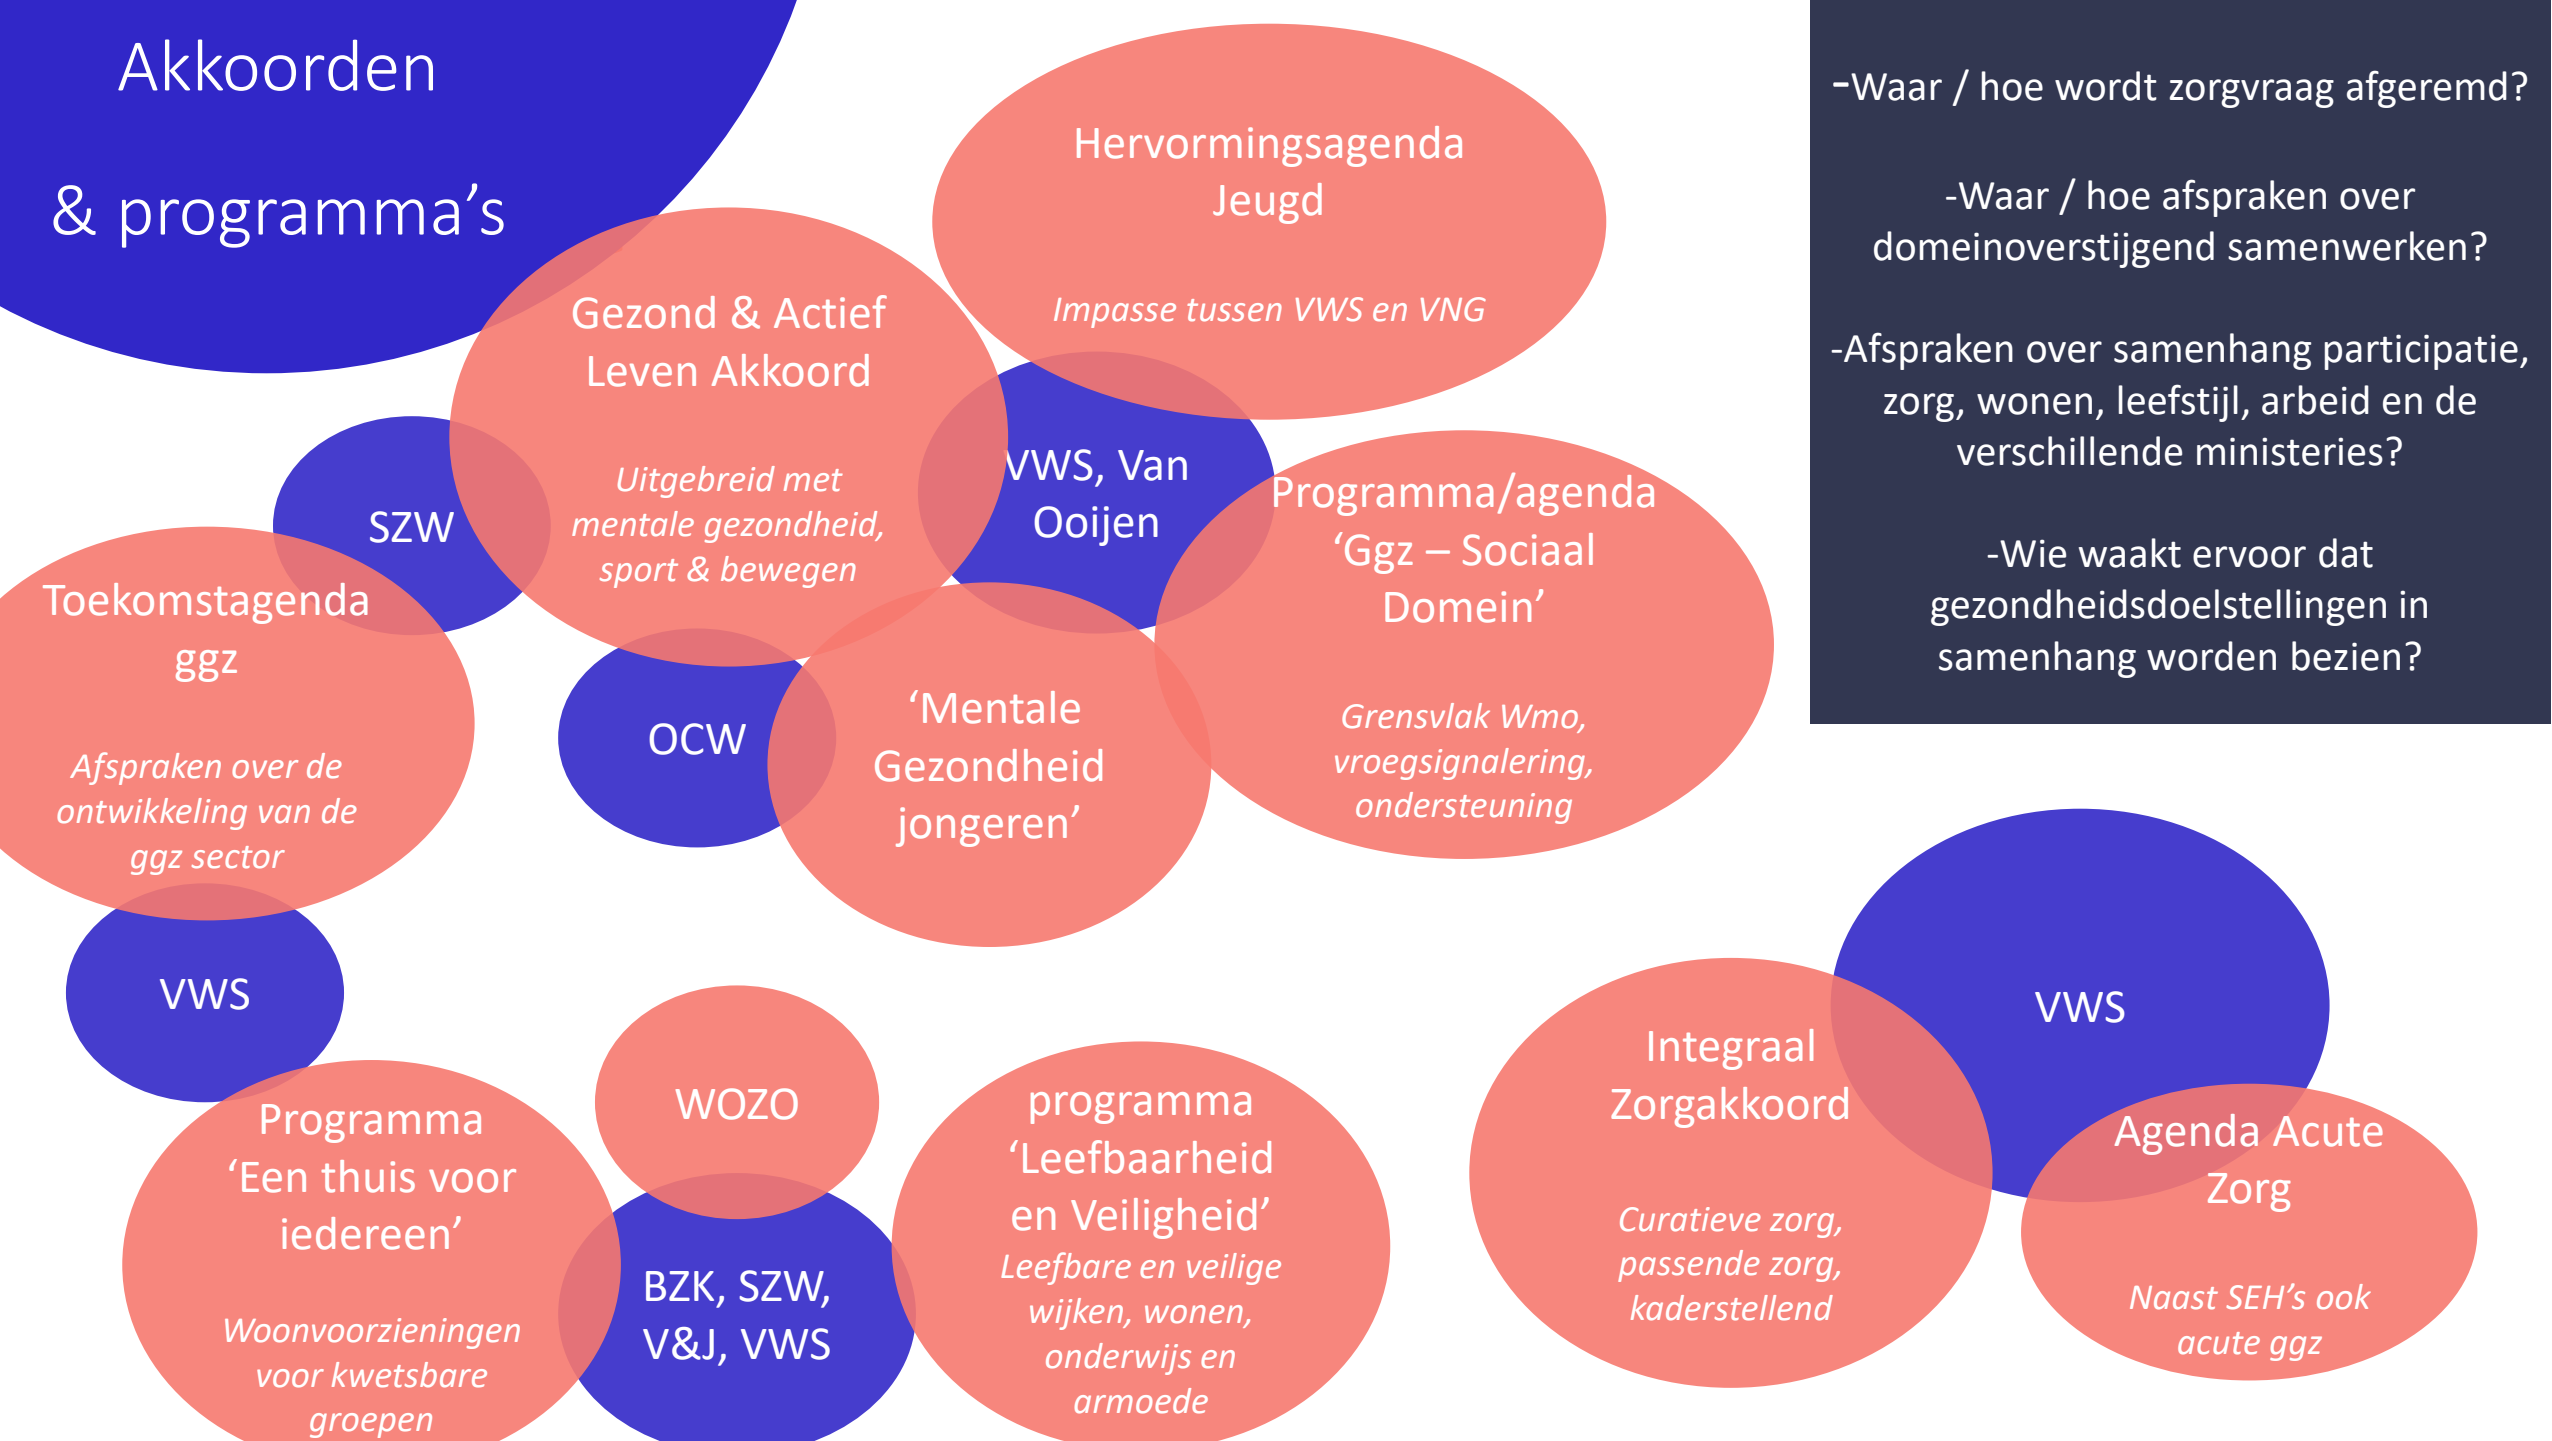 Akkoorden
& programma’s
Hervormingsagenda
Jeugd
Impasse tussen VWS en VNG
Gezond & Actief
Leven Akkoord
Uitgebreid met
mentale gezondheid,
sport & bewegen
VWS, Van
Ooijen
SZW
Programma/agenda
‘Ggz – Sociaal
Domein’
Grensvlak Wmo,
vroegsignalering,
ondersteuning
Toekomstagenda
ggz
Afspraken over de
ontwikkeling van de
ggz sector
OCW
‘Mentale
Gezondheid
jongeren’
VWS
Programma
‘Een thuis voor
iedereen’
Woonvoorzieningen
voor kwetsbare
groepen
WOZO
BZK, SZW,
V&J, VWS
programma
‘Leefbaarheid
en Veiligheid’
Leefbare en veilige
wijken, wonen,
onderwijs en
armoede
Integraal
Zorgakkoord
Curatieve zorg,
passende zorg,
kaderstellend
VWS
Agenda Acute
Zorg
Naast SEH’s ook
acute ggz
-Waar / hoe wordt zorgvraag afgeremd?
-Waar / hoe afspraken over
domeinoverstijgend samenwerken?
-Afspraken over samenhang participatie,
zorg, wonen, leefstijl, arbeid en de
verschillende ministeries?
-Wie waakt ervoor dat
gezondheidsdoelstellingen in
samenhang worden bezien?